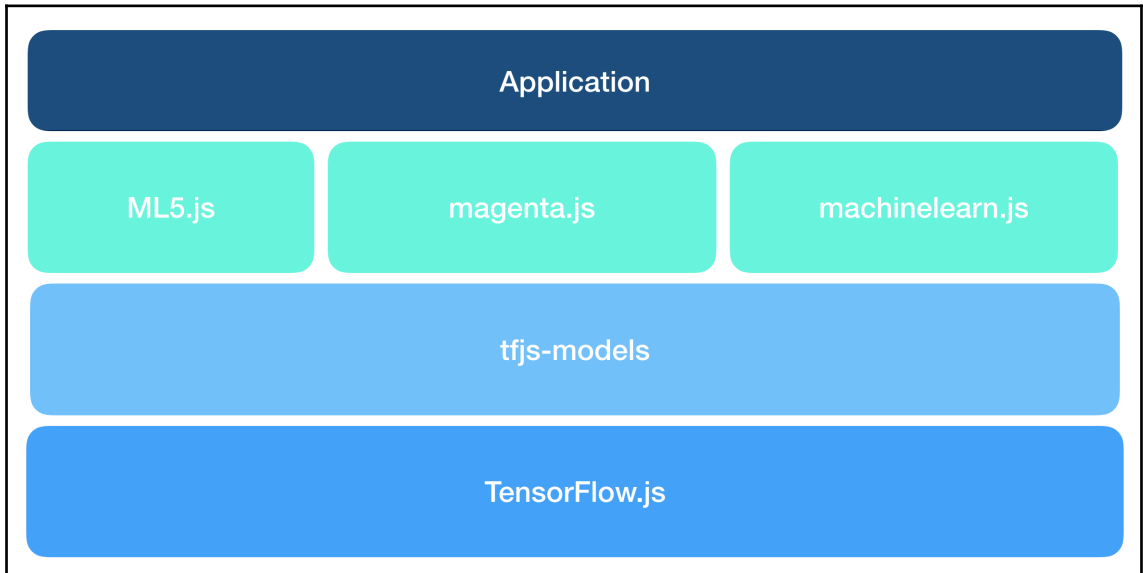 Application
ML5.js
magenta.js
machinelearn.js
tfjs-models
TensorFlow.js